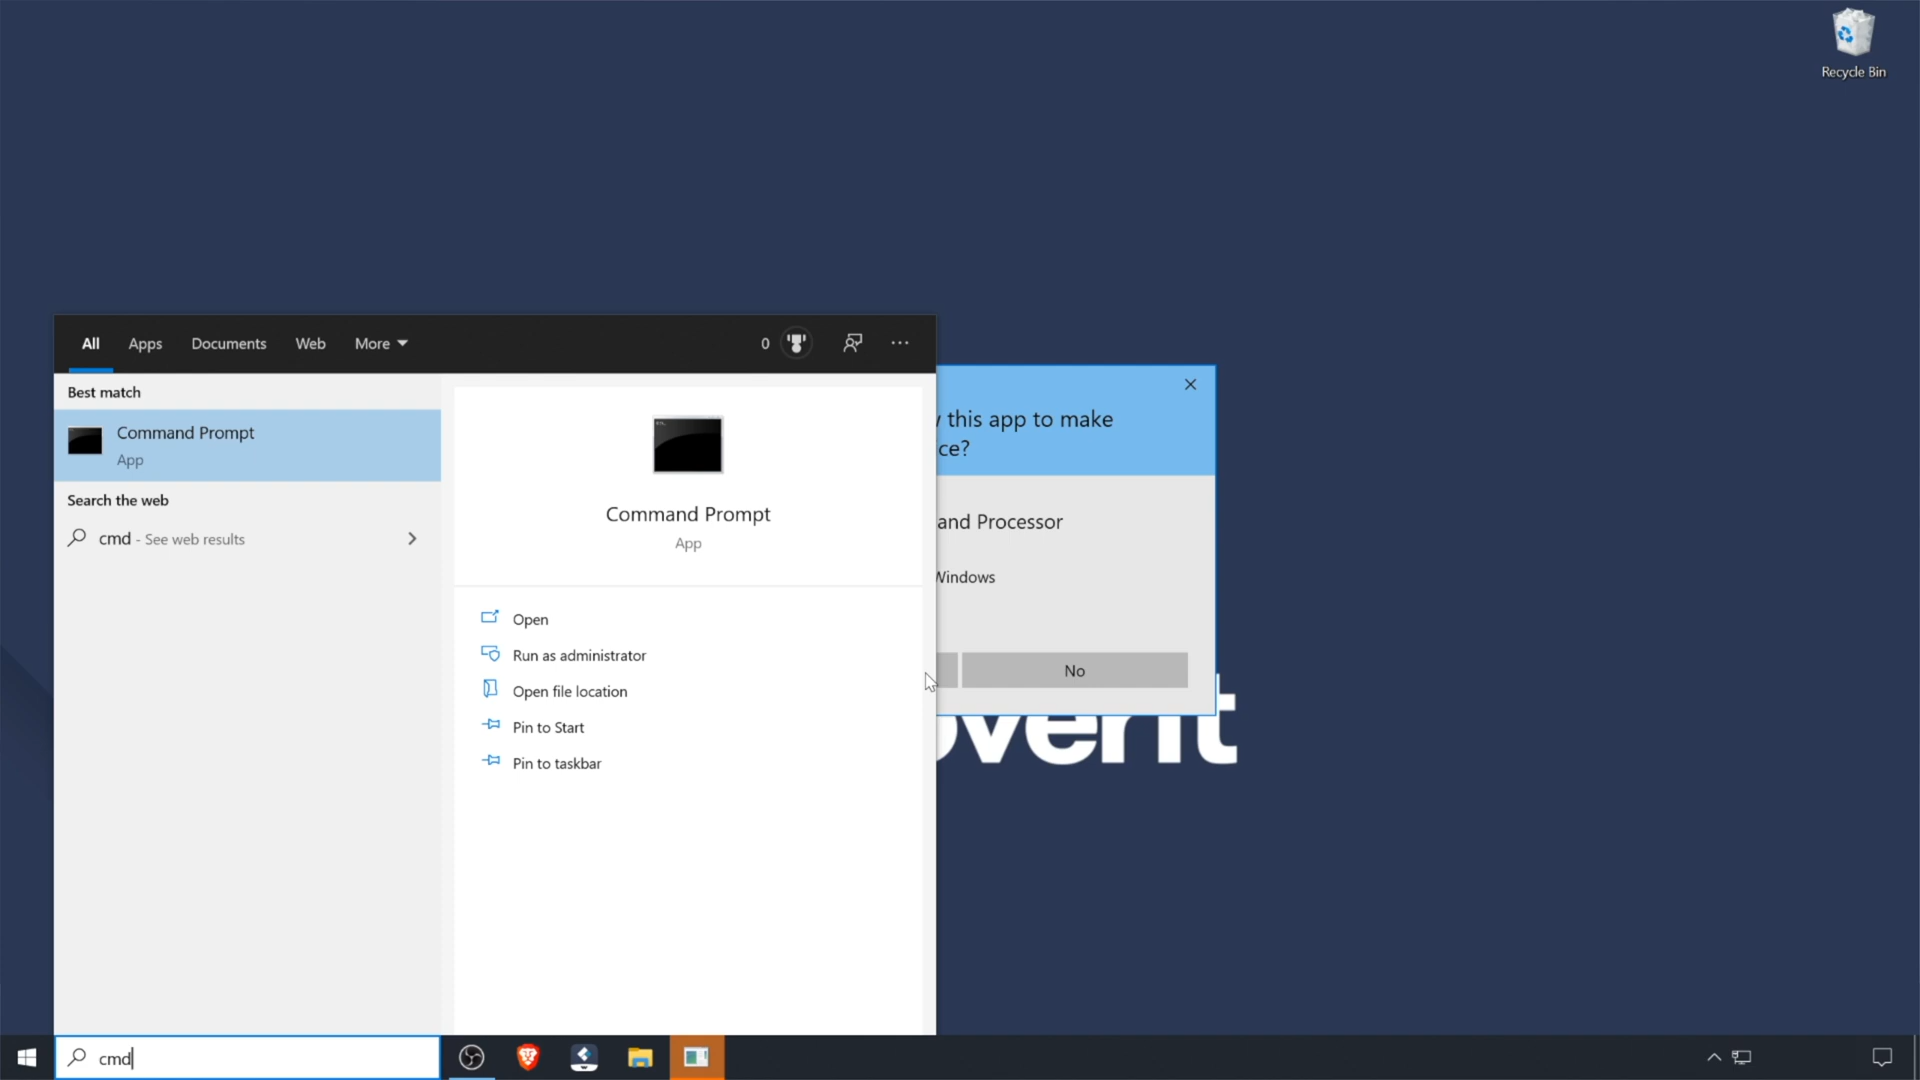 Recycle Bin
All Apps Documents Web More 0
Best match
Command Prompt
App
Search the web
cmd - See web results
Command Prompt
App
Open
Run as administrator
Open file location
Pin to Start
Pin to taskbar
this app to make
ce?
and Processor
Windows
No
overit
cmd